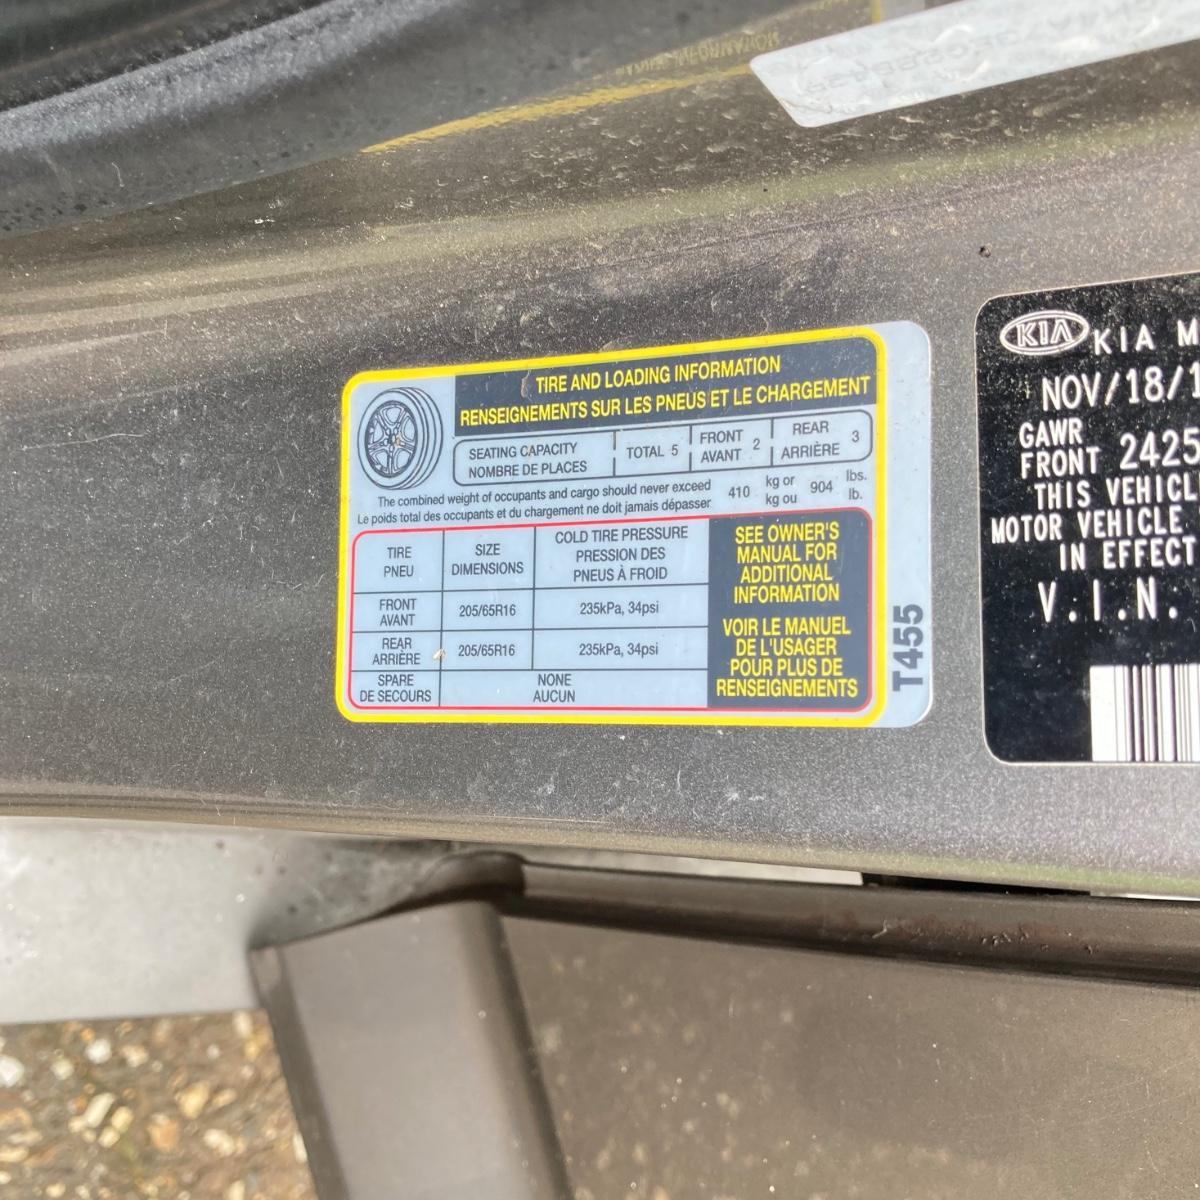 TIRE AND LOADING INFORMATION
RENSEIGNEMENTS SUR LES PNEUS ET LE CHARGEMENT
SEATING CAPACITY
NOMBRE DE PLACES
TOTAL 5
FRONT
AVANT
2
REAR
ARRIÈRE
3
The combined weight of occupants and cargo should never exceed
Le poids total des occupants et du chargement ne doit jamais dépasser
410
kg or
kg ou
904
lbs.
lb.
TIRE
PNEU
SIZE
DIMENSIONS
COLD TIRE PRESSURE
PRESSION DES
PNEUS À FROID
FRONT
AVANT
205/65R16
235kPa, 34psi
REAR
ARRIÈRE
205/65R16
235kPa, 34psi
SPARE
DE SECOURS
NONE
AUCUN
SEE OWNER'S
MANUAL FOR
ADDITIONAL
INFORMATION
VOIR LE MANUEL
DE L'USAGER
POUR PLUS DE
RENSEIGNEMENTS
T455
KIA KIA M
NOV/18/1
GAWR
FRONT 2425
THIS VEHICL
MOTOR VEHICLE
IN EFFECT
V.I.N.